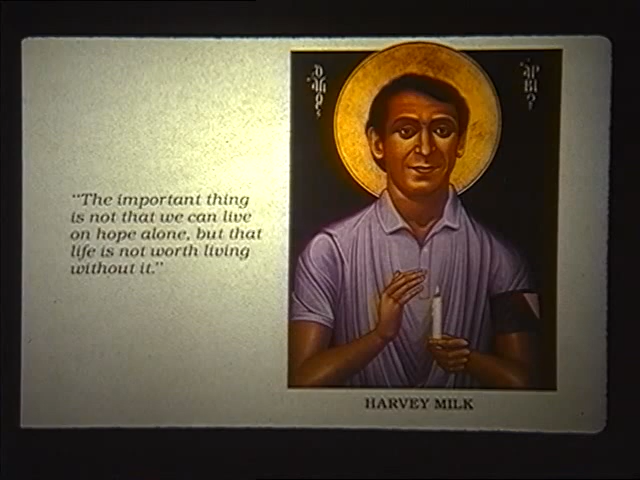 “The important thing
is not that we can live
on hope alone, but that
life is not worth living
without it.”
HARVEY MILK